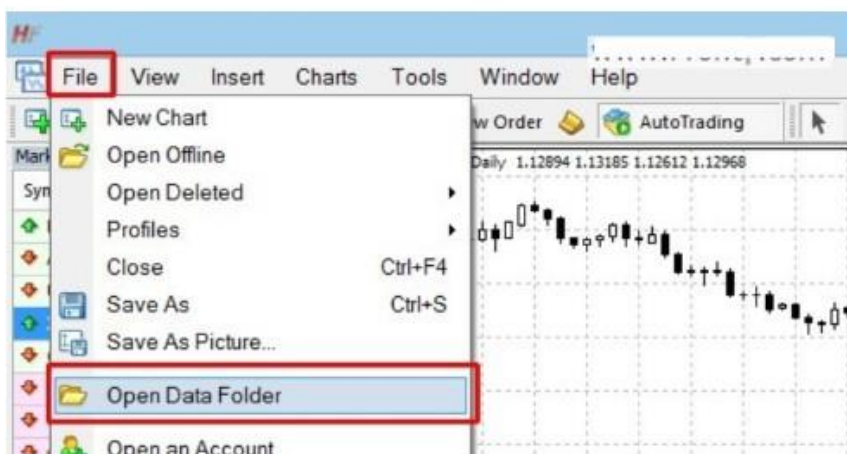 HF
File View Insert Charts Tools Window Help
New Chart
w Order AutoTrading
Mark
Open Offline
Daily 1.12894 1.13185 1.12612 1.12968
Syn
Open Deleted
Profiles
Close Ctrl+F4
Save As Ctrl+S
Save As Picture...
Open Data Folder
Open an Account